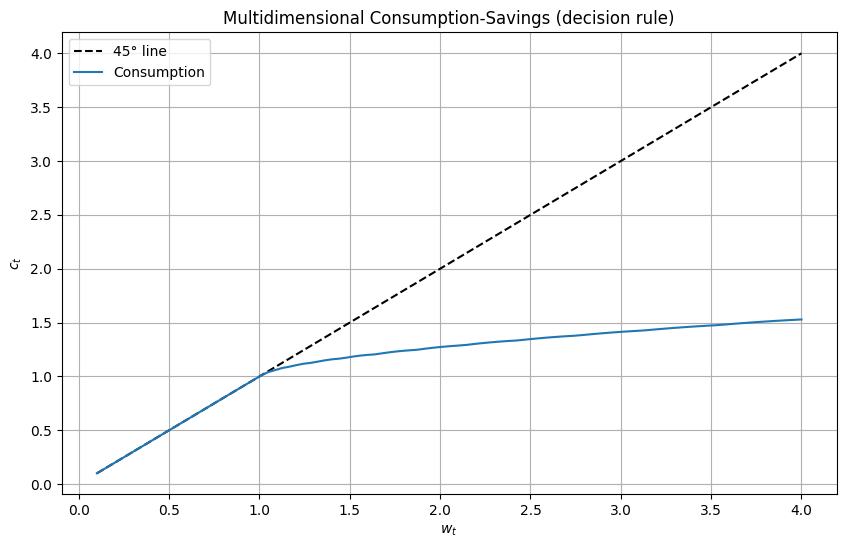 Multidimensional Consumption-Savings (decision rule)
45° line
Consumption
4.0
3.5
3.0
2.5
2.0
1.5
1.0
0.5
0.0
c_t
0.0 0.5 1.0 1.5 2.0 2.5 3.0 3.5 4.0
w_t